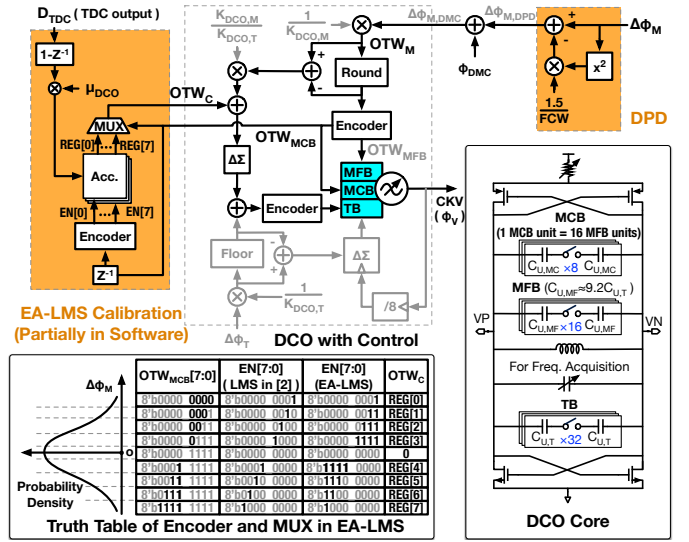 D_TDC ( TDC output)
1-Z⁻¹
μ_DCO
OTW_C
MUX
REG[0] ... REG[7]
Acc.
EN[0] ... EN[7]
Encoder
Z⁻¹
EA-LMS Calibration
(Partially in Software)
K_DCO,M
K_DCO,T
1
K_DCO,M
OTW_M
Round
+
-
Encoder
OTW_MCB
OTW_MFB
ΔΣ
MFB
MCB
TB
Encoder
Floor
-
+
ΔΣ
1
K_DCO,T
/8
Δϕ_T
DCO with Control
CKV
(ϕ_V)
Δϕ_M,DMC
Δϕ_M,DPD
ϕ_DMC
+
-
Δϕ_M
x²
1.5
FCW
DPD
MCB
(1 MCB unit = 16 MFB units)
C_U,MC ×8 C_U,MC
MFB (C_U,MF≈9.2C_U,T)
VP
VN
C_U,MF ×16 C_U,MF
For Freq. Acquisition
TB
C_U,T ×32 C_U,T
DCO Core
Δϕ_M
0
Probability
Density
OTW_MCB[7:0] EN[7:0] ( LMS in [2] ) EN[7:0] (EA-LMS) OTW_C
8'b0000 0000 8'b0000 0001 8'b0000 0001 REG[0]
8'b0000 0001 8'b0000 0010 8'b0000 0011 REG[1]
8'b0000 0011 8'b0000 0100 8'b0000 0111 REG[2]
8'b0000 0111 8'b0000 1000 8'b0000 1111 REG[3]
8'b0000 1111 8'b0000 0000 8'b0000 0000 0
8'b0001 1111 8'b0001 0000 8'b1111 0000 REG[4]
8'b0011 1111 8'b0010 0000 8'b1110 0000 REG[5]
8'b0111 1111 8'b0100 0000 8'b1100 0000 REG[6]
8'b1111 1111 8'b1000 0000 8'b1000 0000 REG[7]
Truth Table of Encoder and MUX in EA-LMS